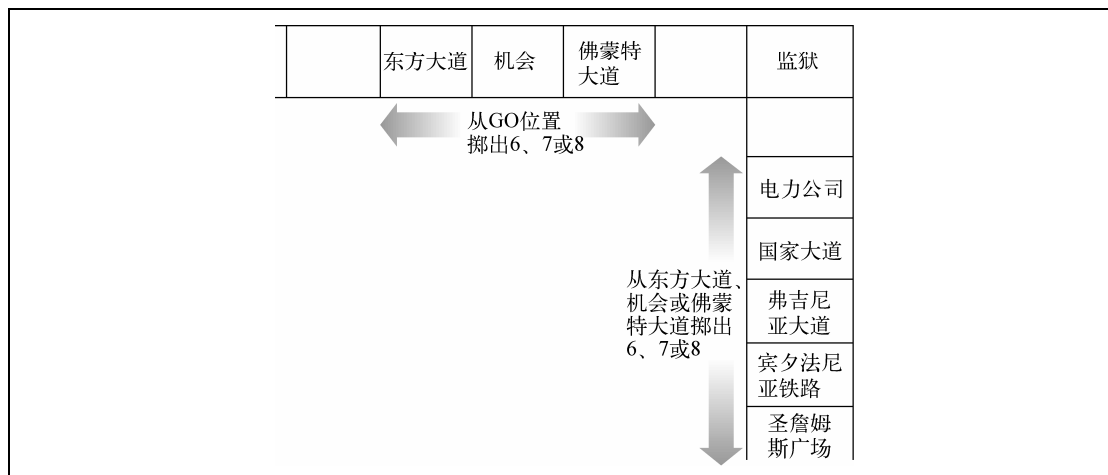 东方大道
机会
佛蒙特
大道
监狱
从GO位置
掷出6、7或8
电力公司
国家大道
从东方大道、
机会或佛蒙
特大道掷出
6、7或8
弗吉尼
亚大道
宾夕法尼
亚铁路
圣詹姆
斯广场